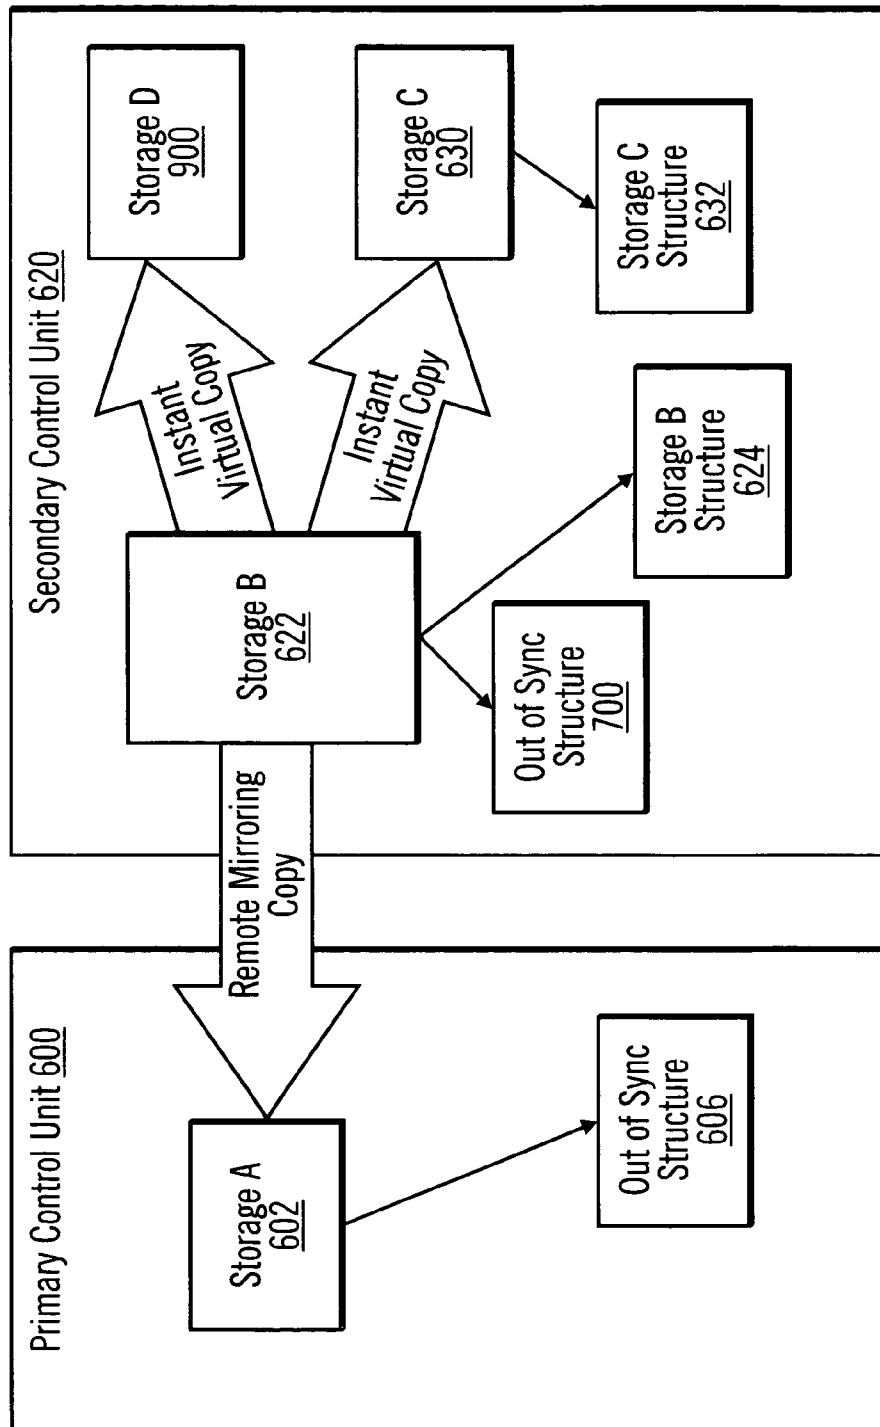 Primary Control Unit 600
Storage A
602
Out of Sync
Structure
606
Remote Mirroring
Copy
Secondary Control Unit 620
Storage B
622
Out of Sync
Structure
700
Storage B
Structure
624
Instant
Virtual Copy
Instant
Virtual Copy
Storage D
900
Storage C
630
Storage C
Structure
632